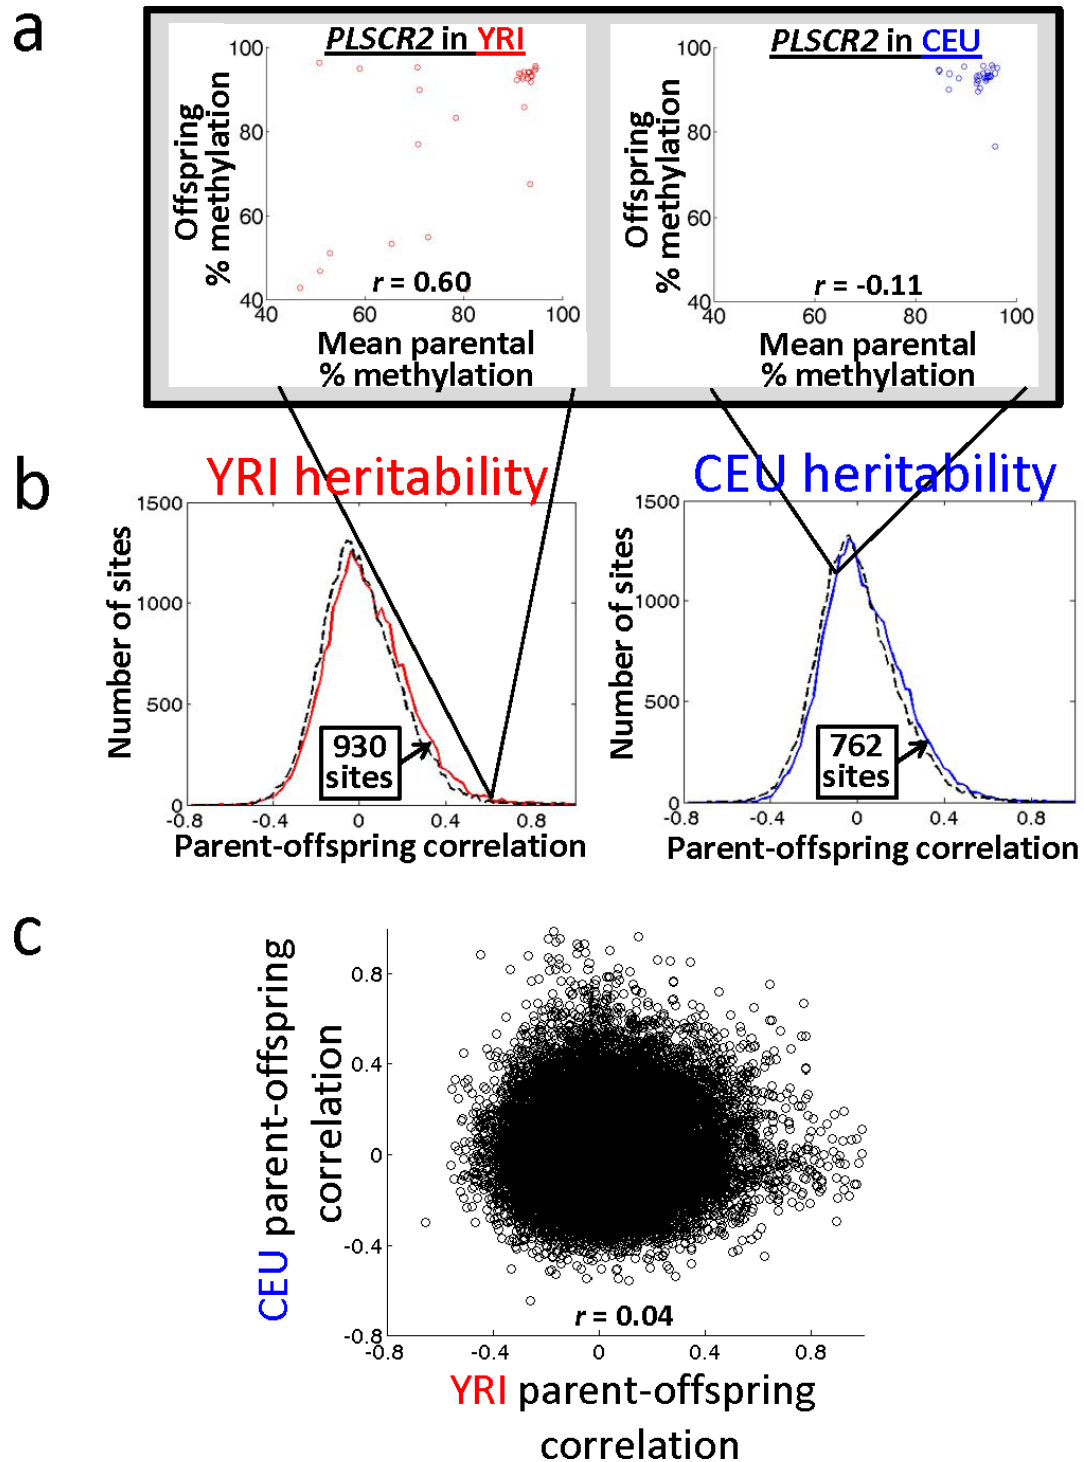 a
PLSCR2 in YRI
100
80
60
40
Offspring
% methylation
r = 0.60
40 60 80 100
Mean parental
% methylation
PLSCR2 in CEU
100
80
60
40
Offspring
% methylation
r = -0.11
40 60 80 100
Mean parental
% methylation
b
YRI heritability
1500
1000
500
0
Number of sites
930
sites
-0.8 -0.4 0 0.4 0.8
Parent-offspring correlation
CEU heritability
1500
1000
500
0
Number of sites
762
sites
-0.8 -0.4 0 0.4 0.8
Parent-offspring correlation
c
0.8
0.4
0
-0.4
-0.8
CEU parent-offspring
correlation
r = 0.04
-0.8 -0.4 0 0.4 0.8
YRI parent-offspring
correlation